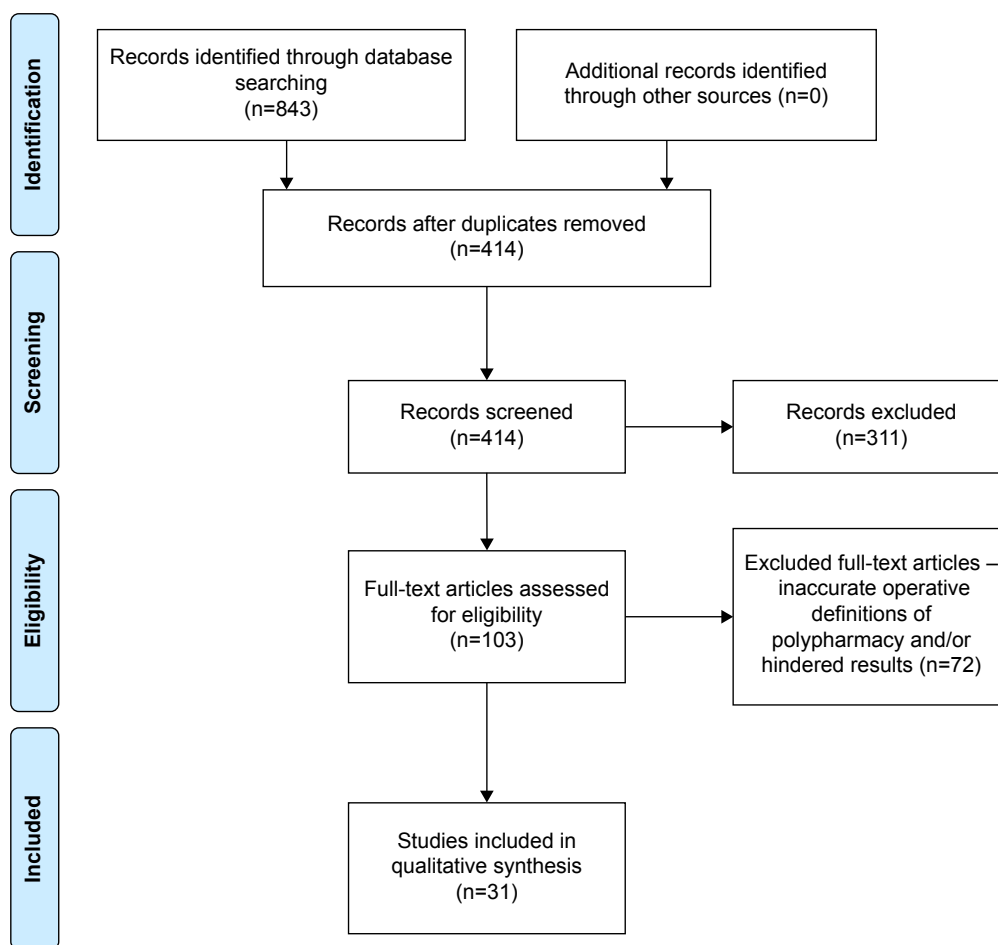 Identification
Records identified through database
searching
(n=843)
Additional records identified
through other sources (n=0)
Records after duplicates removed
(n=414)
Screening
Records screened
(n=414)
Records excluded
(n=311)
Eligibility
Full-text articles assessed
for eligibility
(n=103)
Excluded full-text articles –
inaccurate operative
definitions of
polypharmacy and/or
hindered results (n=72)
Included
Studies included in
qualitative synthesis
(n=31)